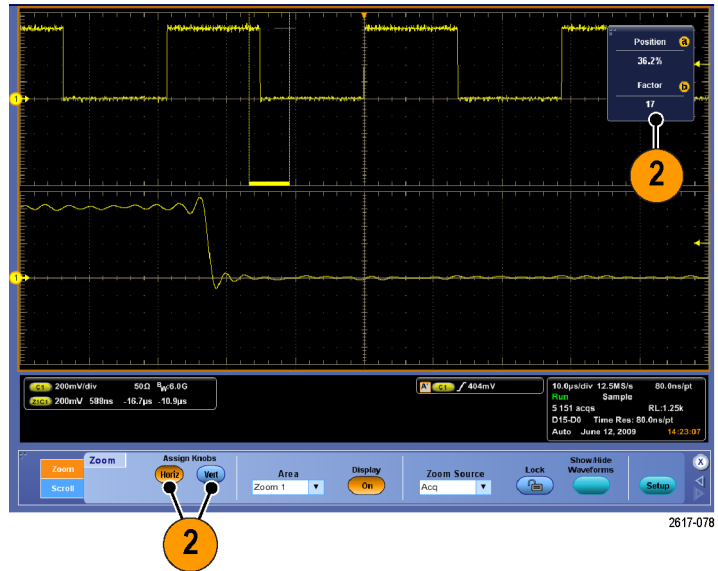 Position a
36.2%
Factor b
17
2
1
1
C1 200mV/div 50Ω BW:6.0G
Z1C1 200mV 588ns -16.7µs -10.9µs
A' C1 404mV
10.0µs/div 12.5MS/s 80.0ns/pt
Run Sample
5 151 acqs RL:1.25k
D15-D0 Time Res: 80.0ns/pt
Auto June 12, 2009 14:23:07
Zoom
Scroll
Zoom
Assign Knobs
Horiz Vert
Area
Zoom 1
Display
On
Zoom Source
Acq
Lock
Show/Hide
Waveforms
Setup
X
2
2617-078